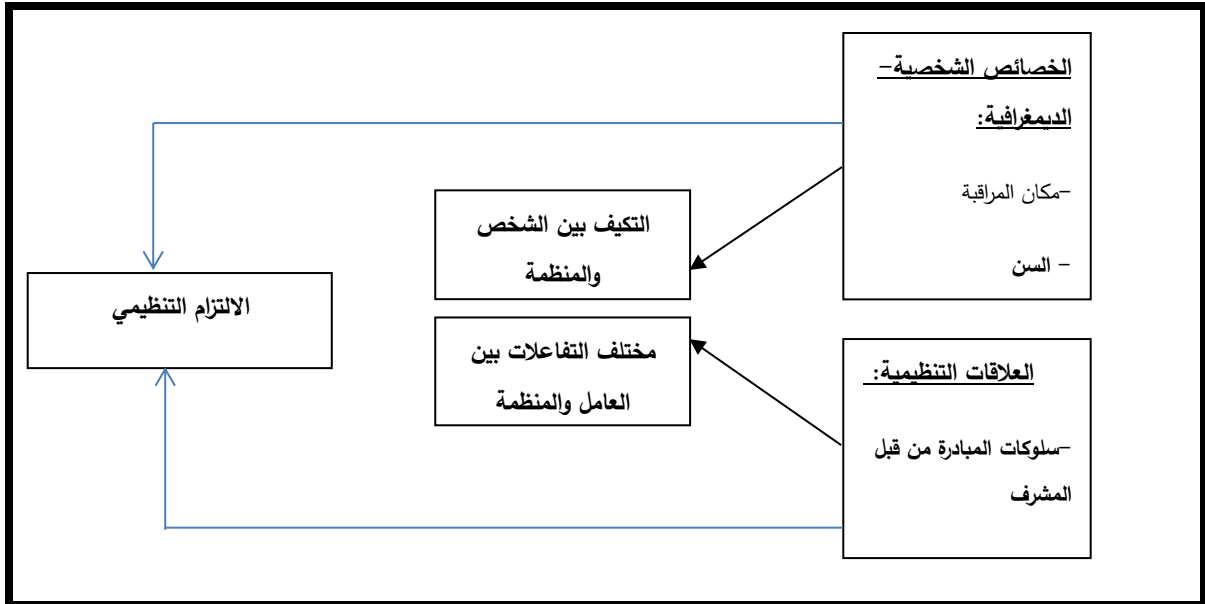 الخصائص الشخصية-
الديمغرافية:
-مكان المراقبة
- السن
التكيف بين الشخص
والمنظمة
الالتزام التنظيمي
مختلف التفاعلات بين
العامل والمنظمة
العلاقات التنظيمية:
-سلوكات المبادرة من قبل
المشرف